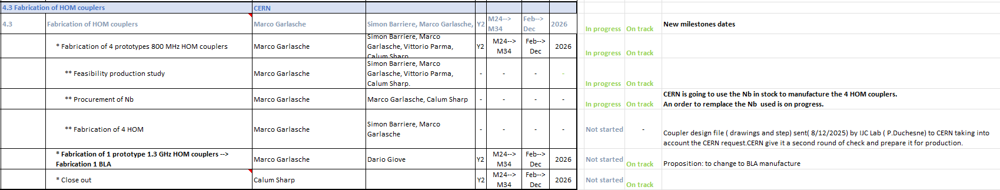 4.3 Fabrication of HOM couplers CERN
4.3 Fabrication of HOM couplers Marco Garlasche Simon Barriere, Marco Garlasche, Y2 M24--> M34 Feb--> Dec 2026 In progress On track New milestones dates
* Fabrication of 4 prototypes 800 MHz HOM couplers Marco Garlasche Simon Barriere, Marco Garlasche, Vittorio Parma, Calum Sharp Y2 M24--> M34 Feb--> Dec 2026 In progress On track
** Feasibility production study Marco Garlasche Simon Barriere, Marco Garlasche, Vittorio Parma, Calum Sharp. - - - - In progress On track
** Procurement of Nb Marco Garlasche Marco Garlasche, Calum Sharp - - - - In progress On track CERN is going to use the Nb in stock to manufacture the 4 HOM couplers.
An order to remplace the Nb used is on progress.
** Fabrication of 4 HOM Marco Garlasche Simon Barriere, Marco Garlasche - - - - Not started - Coupler design file ( drawings and step) sent( 8/12/2025) by IJC Lab ( P.Duchesne) to CERN taking into
account the CERN request.CERN give it a second round of check and prepare it for production.
* Fabrication of 1 prototype 1.3 GHz HOM couplers -->
Fabrication 1 BLA Marco Garlasche Dario Giove Y2 M24--> M34 Feb--> Dec 2026 Not started On track Proposition: to change to BLA manufacture
* Close out Calum Sharp Y2 M24--> M34 Feb--> Dec 2026 Not started On track